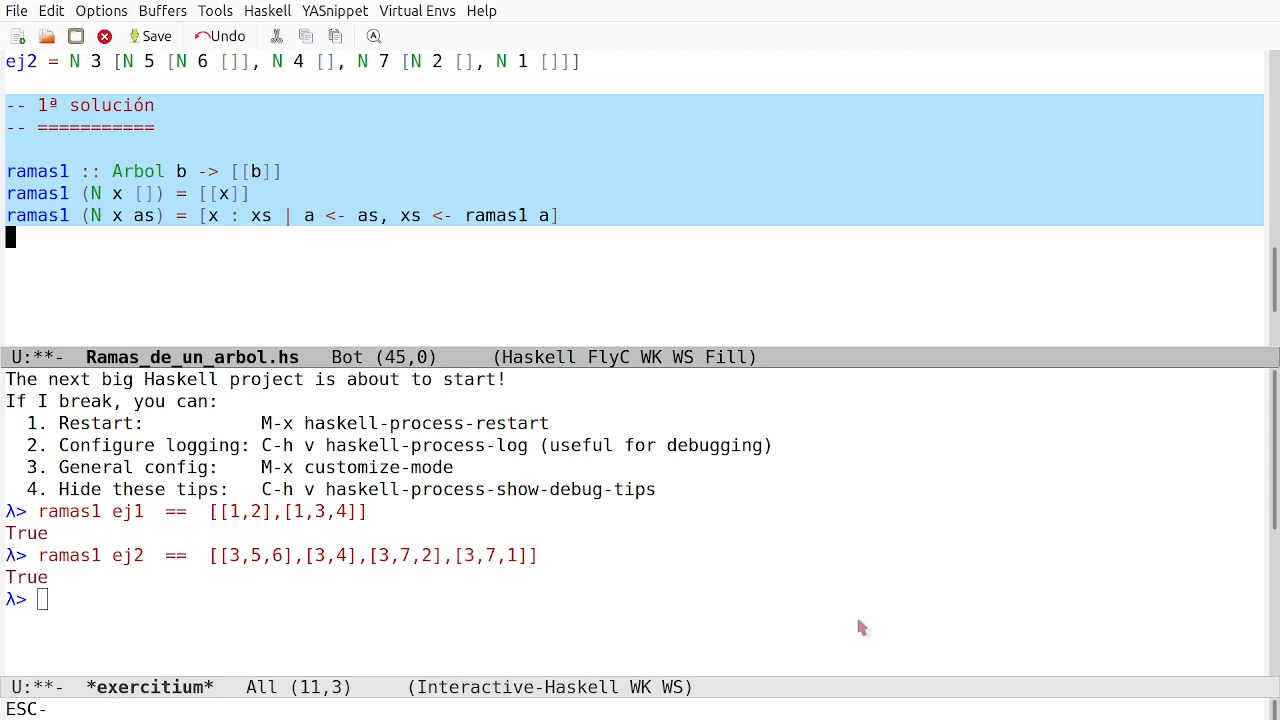 File Edit Options Buffers Tools Haskell YASnippet Virtual Envs Help
Save Undo
ej2 = N 3 [N 5 [N 6 []], N 4 [], N 7 [N 2 [], N 1 []]]
-- 1ª solución
-- ===========
ramas1 :: Arbol b -> [[b]]
ramas1 (N x []) = [[x]]
ramas1 (N x as) = [x : xs | a <- as, xs <- ramas1 a]
U:**-  Ramas_de_un_arbol.hs   Bot (45,0)     (Haskell FlyC WK WS Fill)
The next big Haskell project is about to start!
If I break, you can:
  1. Restart:           M-x haskell-process-restart
  2. Configure logging: C-h v haskell-process-log (useful for debugging)
  3. General config:    M-x customize-mode
  4. Hide these tips:   C-h v haskell-process-show-debug-tips
λ> ramas1 ej1  ==  [[1,2],[1,3,4]]
True
λ> ramas1 ej2  ==  [[3,5,6],[3,4],[3,7,2],[3,7,1]]
True
λ>
U:**-  *exercitium*   All (11,3)     (Interactive-Haskell WK WS)
ESC-